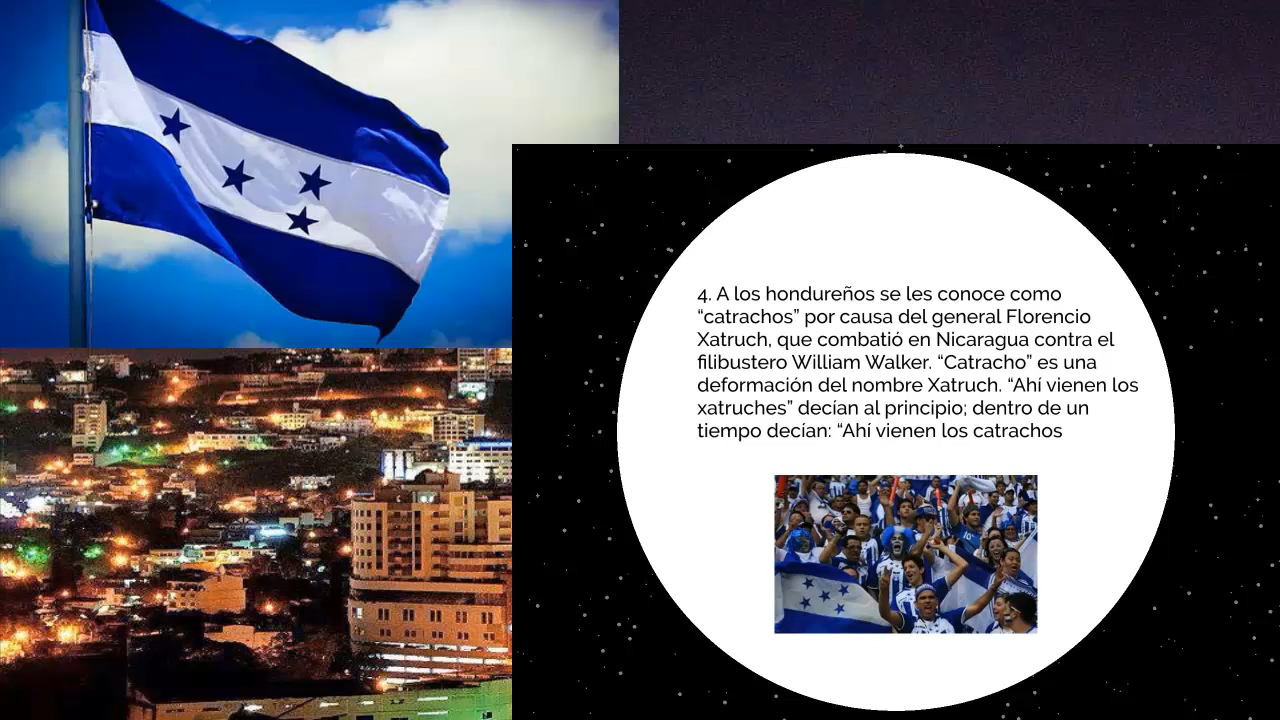 4. A los hondureños se les conoce como
“catrachos” por causa del general Florencio
Xatruch, que combatió en Nicaragua contra el
filibustero William Walker. “Catracho” es una
deformación del nombre Xatruch. “Ahí vienen los
xatruches” decían al principio; dentro de un
tiempo decían: “Ahí vienen los catrachos